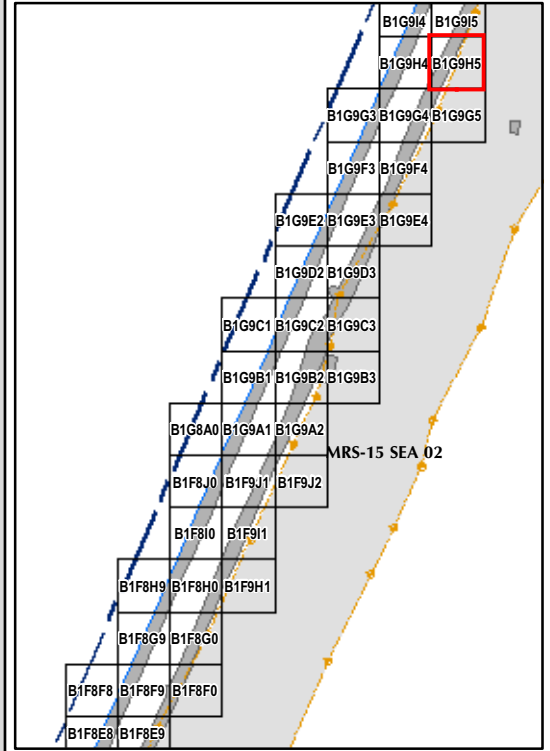 B1G9I4 B1G9I5
B1G9H4 B1G9H5
B1G9G3 B1G9G4 B1G9G5
B1G9F3 B1G9F4
B1G9E2 B1G9E3 B1G9E4
B1G9D2 B1G9D3
B1G9C1 B1G9C2 B1G9C3
B1G9B1 B1G9B2 B1G9B3
B1G8A0 B1G9A1 B1G9A2
MRS-15 SEA 02
B1F8J0 B1F9J1 B1F9J2
B1F8I0 B1F9I1
B1F8H9 B1F8H0 B1F9H1
B1F8G9 B1F8G0
B1F8F8 B1F8F9 B1F8F0
B1F8E8 B1F8E9